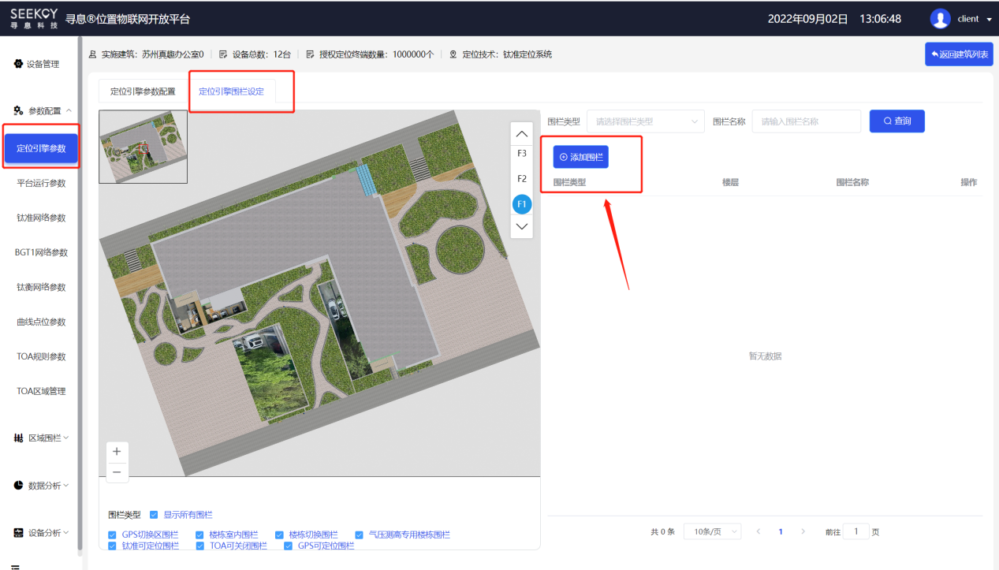 SEEKCY
寻息科技
寻息®位置物联网开放平台
2022年09月02日 13:06:48
client
设备管理
参数配置
定位引擎参数
平台运行参数
钛准网络参数
BGT1网络参数
钛衡网络参数
曲线点位参数
TOA规则参数
TOA区域管理
区域围栏
数据分析
设备分析
实施建筑：苏州真趣办公室0
设备总数：12台
授权定位终端数量：1000000个
定位技术：钛准定位系统
返回建筑列表
定位引擎参数配置
定位引擎围栏设定
F3
F2
F1
+
−
围栏类型 显示所有围栏
GPS切换区围栏 楼栋室内围栏 楼栋切换围栏 气压测高专用楼栋围栏
钛准可定位围栏 TOA可关闭围栏 GPS可定位围栏
围栏类型 请选择围栏类型 围栏名称 请输入围栏名称 查询
添加围栏
围栏类型 楼层 围栏名称 操作
暂无数据
共 0 条 10条/页 1 前往 1 页